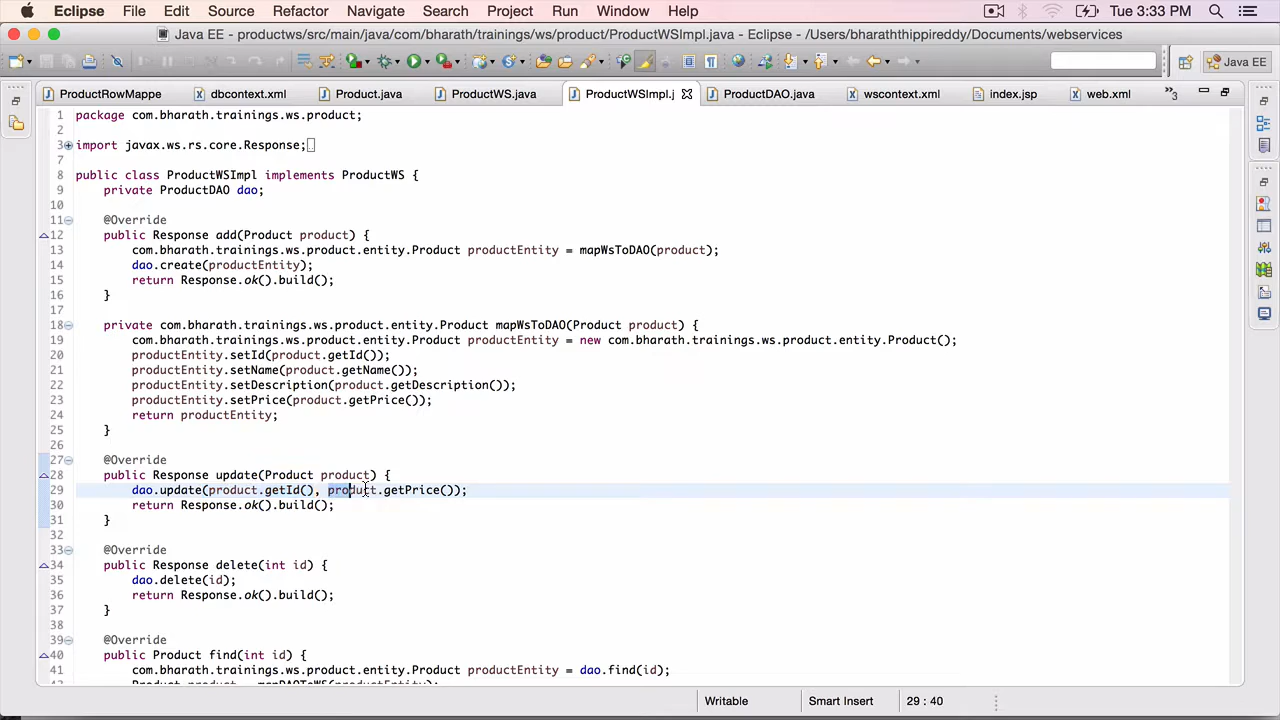 Eclipse File Edit Source Refactor Navigate Search Project Run Window Help Tue 3:33 PM
Java EE - productws/src/main/java/com/bharath/trainings/ws/product/ProductWSImpl.java - Eclipse - /Users/bharaththippireddy/Documents/webservices
Java EE
ProductRowMappe dbcontext.xml Product.java ProductWS.java ProductWSImpl.j ProductDAO.java wscontext.xml index.jsp web.xml »3
1 package com.bharath.trainings.ws.product;
2
3 import javax.ws.rs.core.Response;
7
8 public class ProductWSImpl implements ProductWS {
9 private ProductDAO dao;
10
11 @Override
12 public Response add(Product product) {
13 com.bharath.trainings.ws.product.entity.Product productEntity = mapWsToDAO(product);
14 dao.create(productEntity);
15 return Response.ok().build();
16 }
17
18 private com.bharath.trainings.ws.product.entity.Product mapWsToDAO(Product product) {
19 com.bharath.trainings.ws.product.entity.Product productEntity = new com.bharath.trainings.ws.product.entity.Product();
20 productEntity.setId(product.getId());
21 productEntity.setName(product.getName());
22 productEntity.setDescription(product.getDescription());
23 productEntity.setPrice(product.getPrice());
24 return productEntity;
25 }
26
27 @Override
28 public Response update(Product product) {
29 dao.update(product.getId(), product.getPrice());
30 return Response.ok().build();
31 }
32
33 @Override
34 public Response delete(int id) {
35 dao.delete(id);
36 return Response.ok().build();
37 }
38
39 @Override
40 public Product find(int id) {
41 com.bharath.trainings.ws.product.entity.Product productEntity = dao.find(id);
Writable Smart Insert 29 : 40